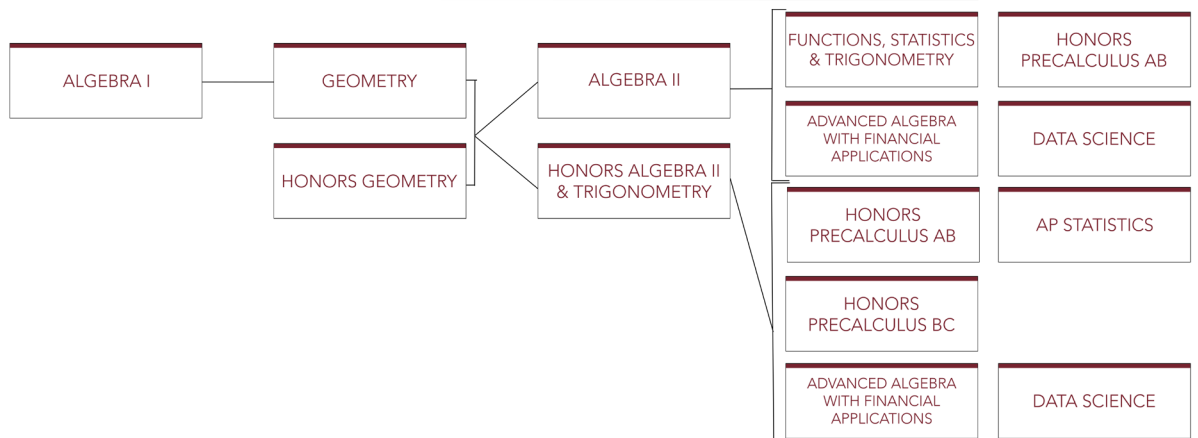 ALGEBRA I
GEOMETRY
HONORS GEOMETRY
ALGEBRA II
HONORS ALGEBRA II
& TRIGONOMETRY
FUNCTIONS, STATISTICS
& TRIGONOMETRY
HONORS
PRECALCULUS AB
ADVANCED ALGEBRA
WITH FINANCIAL
APPLICATIONS
DATA SCIENCE
HONORS
PRECALCULUS AB
AP STATISTICS
HONORS
PRECALCULUS BC
ADVANCED ALGEBRA
WITH FINANCIAL
APPLICATIONS
DATA SCIENCE